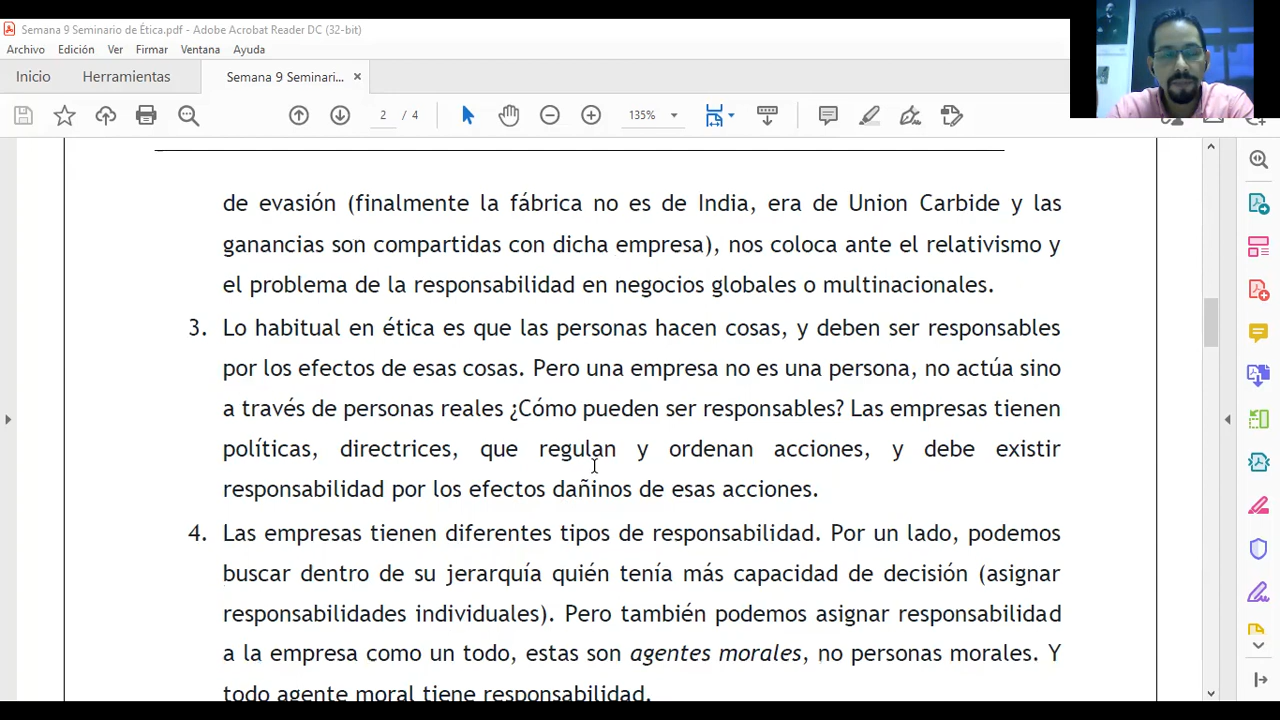 Semana 9 Seminario de Ética.pdf - Adobe Acrobat Reader DC (32-bit)
Archivo Edición Ver Firmar Ventana Ayuda
Inicio Herramientas Semana 9 Seminari...
2 / 4 135%
de evasión (finalmente la fábrica no es de India, era de Union Carbide y las
ganancias son compartidas con dicha empresa), nos coloca ante el relativismo y
el problema de la responsabilidad en negocios globales o multinacionales.
3. Lo habitual en ética es que las personas hacen cosas, y deben ser responsables
por los efectos de esas cosas. Pero una empresa no es una persona, no actúa sino
a través de personas reales ¿Cómo pueden ser responsables? Las empresas tienen
políticas, directrices, que regulan y ordenan acciones, y debe existir
responsabilidad por los efectos dañinos de esas acciones.
4. Las empresas tienen diferentes tipos de responsabilidad. Por un lado, podemos
buscar dentro de su jerarquía quién tenía más capacidad de decisión (asignar
responsabilidades individuales). Pero también podemos asignar responsabilidad
a la empresa como un todo, estas son agentes morales, no personas morales. Y
todo agente moral tiene responsabilidad.